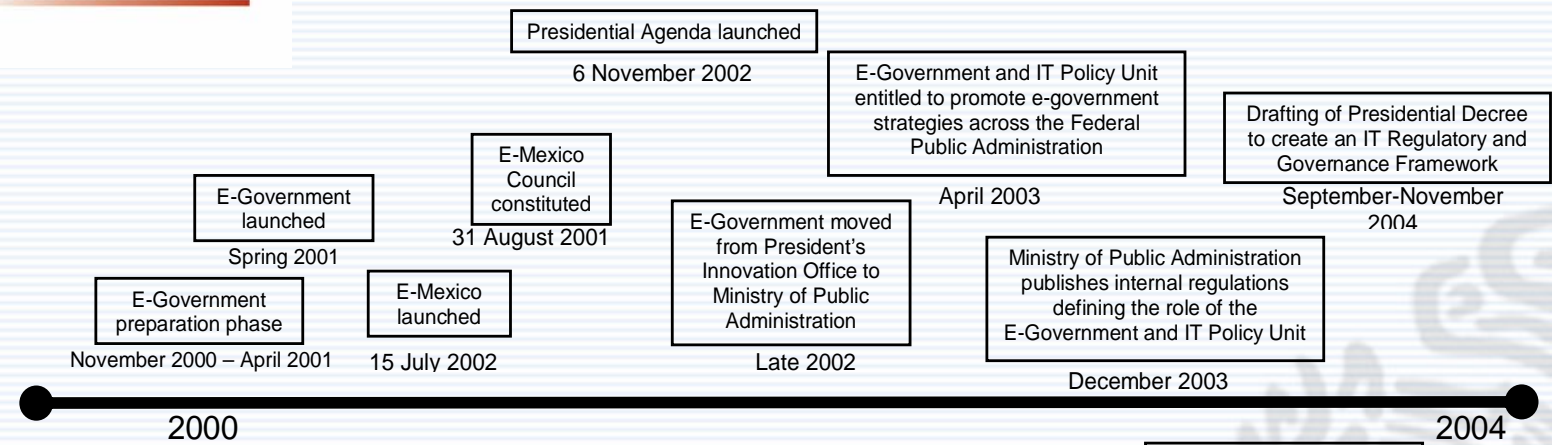 Presidential Agenda launched
6 November 2002
E-Government and IT Policy Unit
entitled to promote e-government
strategies across the Federal
Public Administration
April 2003
Drafting of Presidential Decree
to create an IT Regulatory and
Governance Framework
September-November
2004
E-Mexico
Council
constituted
31 August 2001
E-Government
launched
Spring 2001
E-Government moved
from President's
Innovation Office to
Ministry of Public
Administration
Late 2002
Ministry of Public Administration
publishes internal regulations
defining the role of the
E-Government and IT Policy Unit
December 2003
E-Government
preparation phase
November 2000 – April 2001
E-Mexico
launched
15 July 2002
2000
2004